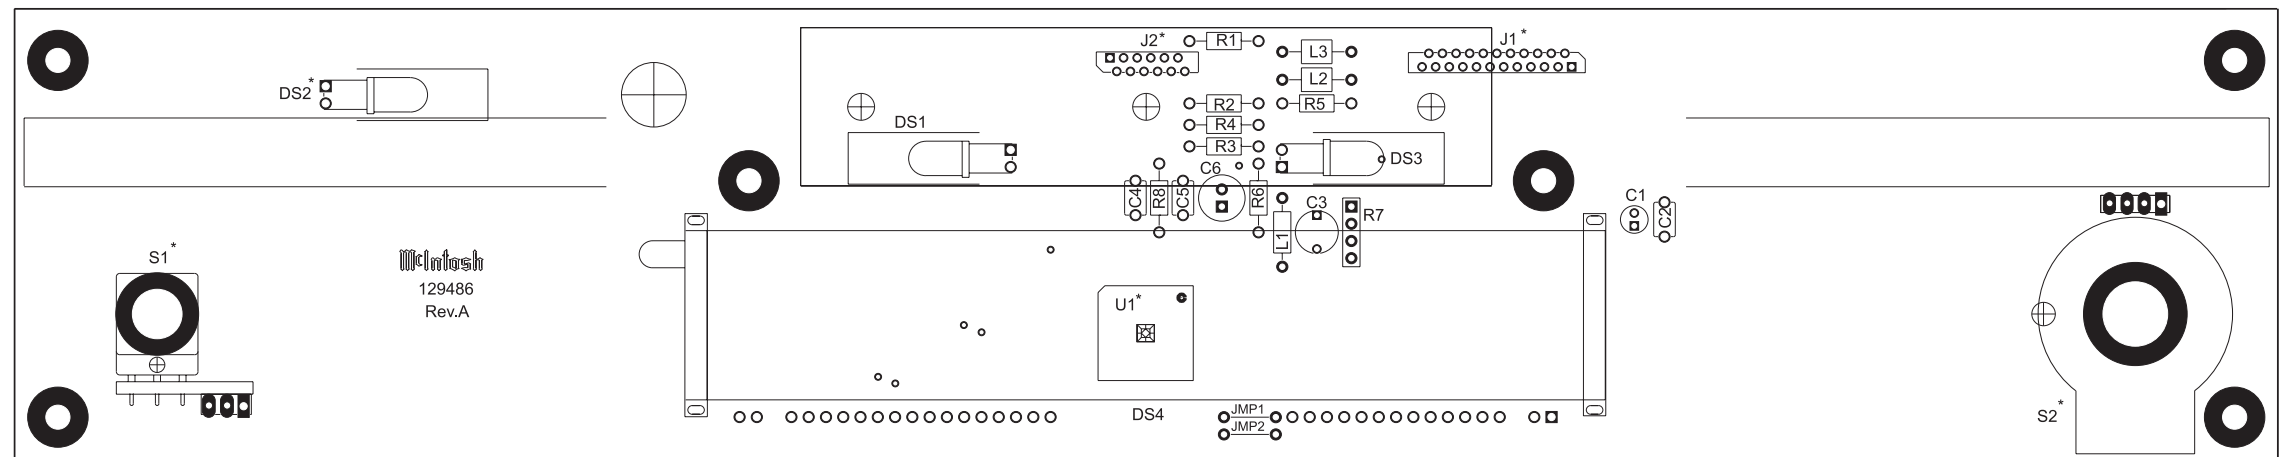 J2*
R1
L3
J1*
L2
DS2*
R2
R5
DS1
R4
R3
DS3
C6
C4
R8
C5
R6
C1
C2
C3
R7
L1
S1*
McIntosh
129486
Rev.A
U1*
DS4
JMP1
JMP2
S2*